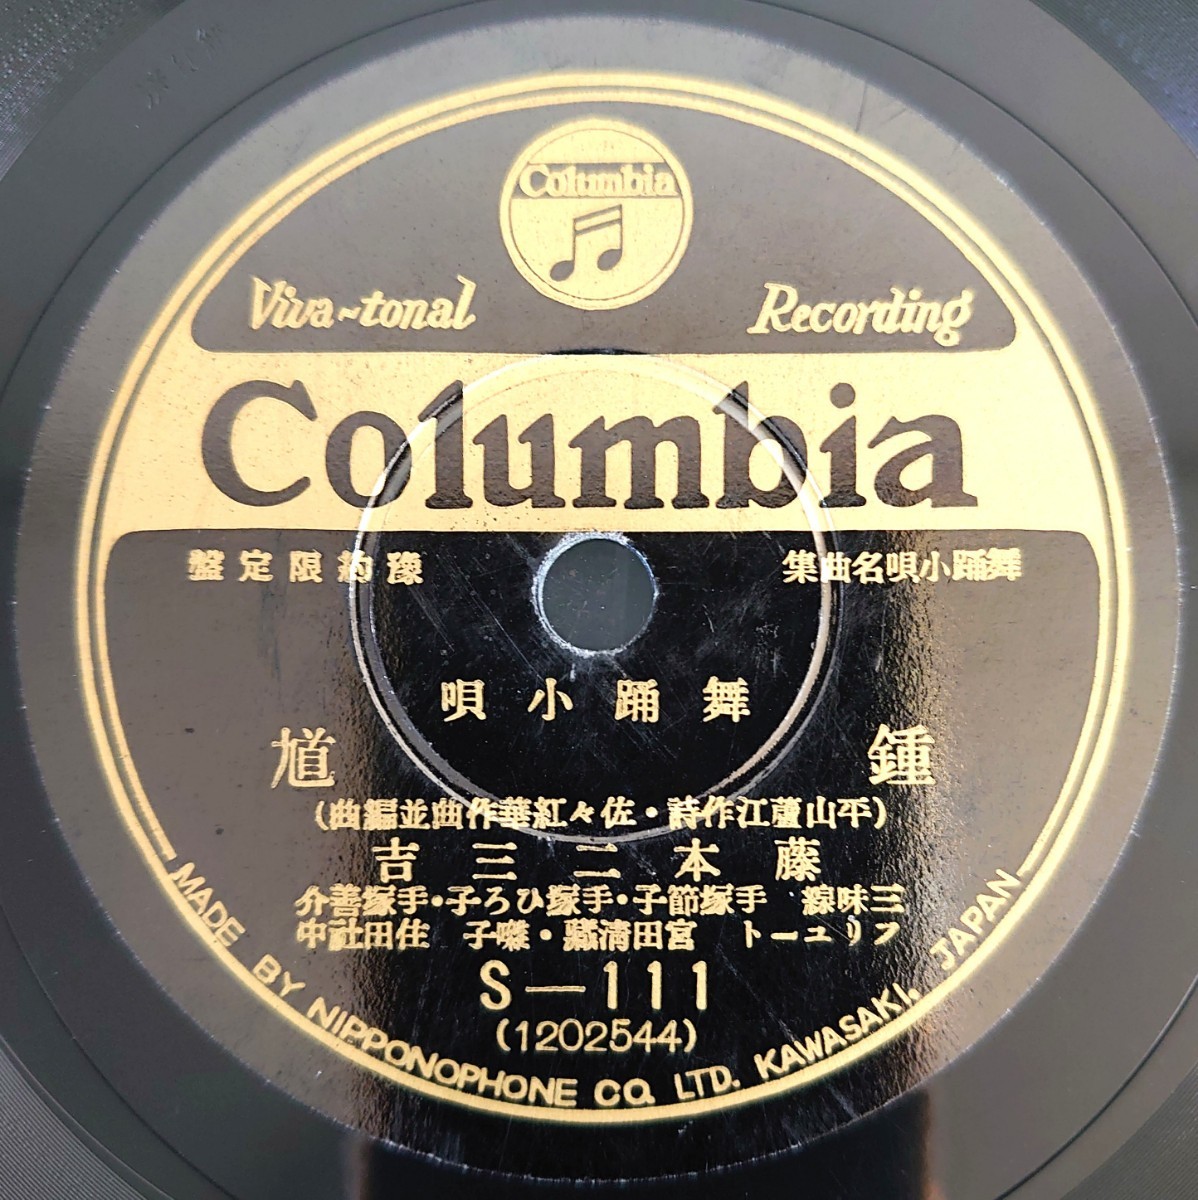 Columbia
Viva-tonal Recording
Columbia
舞踊小唄名曲集
豫約限定盤
舞踊小唄
鍾馗
(平山蘆江作詩・佐々紅華作曲並編曲)
藤本二三吉
三味線 手塚節子・手塚ひろ子・手塚善介
フリユート 宮田清藏・囃子 住田社中
S—111
(1202544)
MADE BY NIPPONOPHONE CO. LTD. KAWASAKI, JAPAN